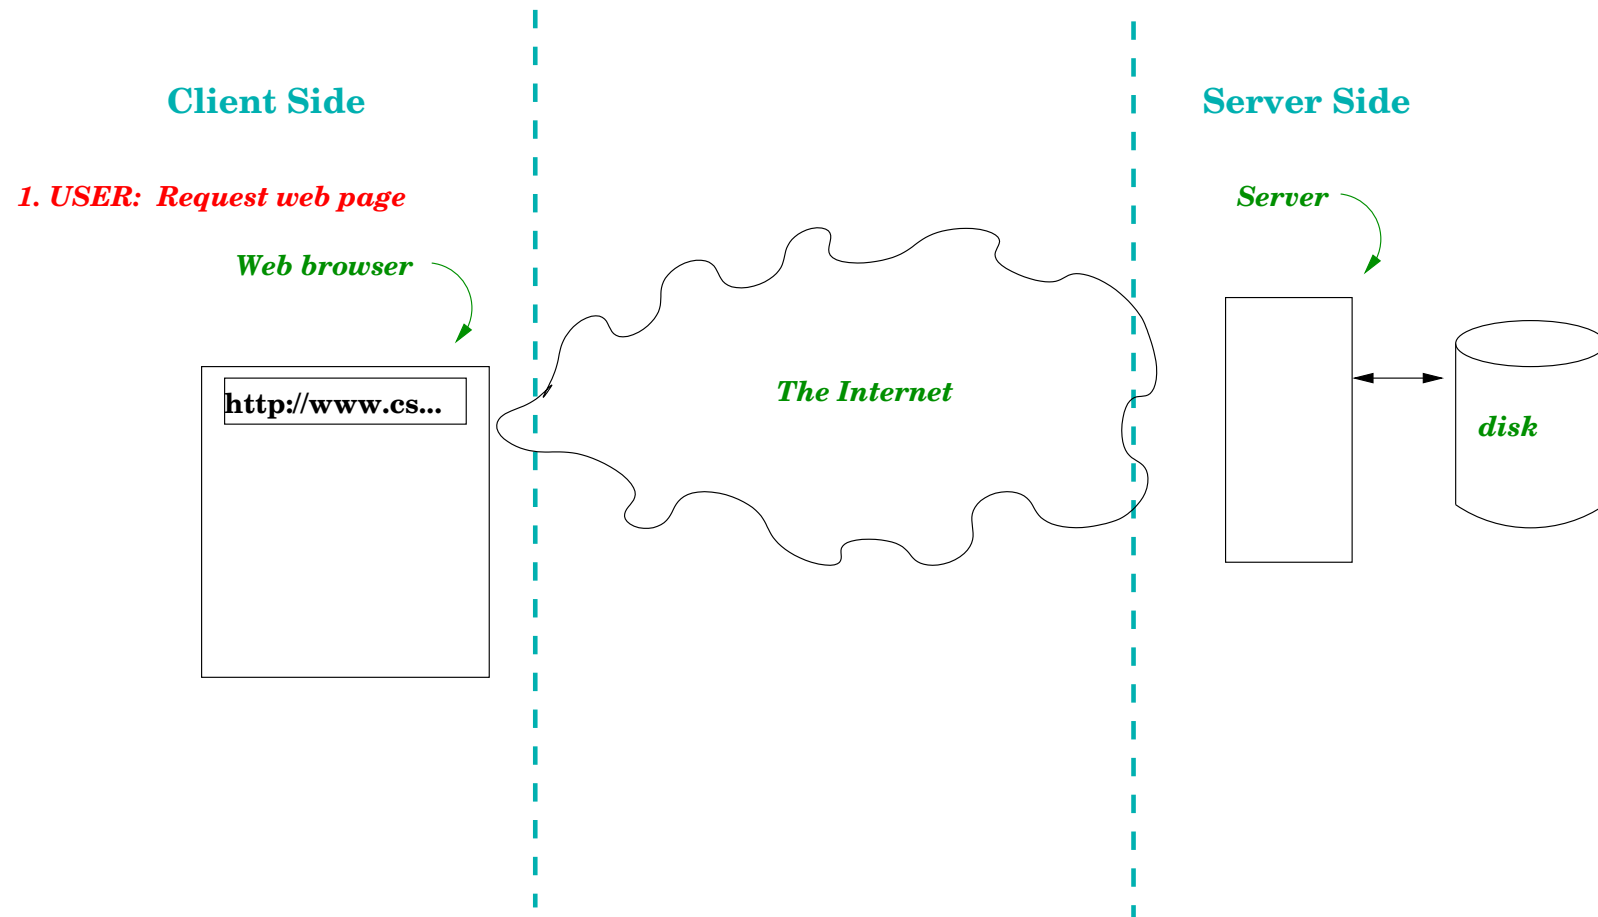 Client Side
Server Side
1. USER: Request web page
Server
Web browser
The Internet
http://www.cs...
disk